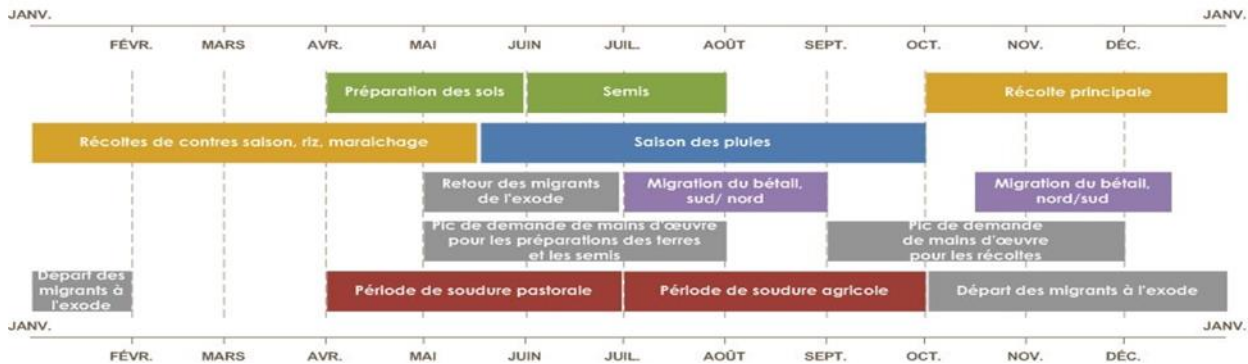 JANV. JANV.
FÉVR. MARS AVR. MAI JUIN JUIL. AOÛT SEPT. OCT. NOV. DÉC.
Préparation des sols Semis Récolte principale
Récoltes de contres saison, riz, maraichage Saison des pluies
Retour des migrants
de l'exode
Migration du bétail,
sud/ nord
Migration du bétail,
nord/sud
Pic de demande de mains d'œuvre
pour les préparations des terres
et les semis
Pic de demande
de mains d'œuvre
pour les récoltes
Départ des
migrants à
l'exode
Période de soudure pastorale Période de soudure agricole Départ des migrants à l'exode
JANV. JANV.
FÉVR. MARS AVR. MAI JUIN JUIL. AOÛT SEPT. OCT. NOV. DÉC.